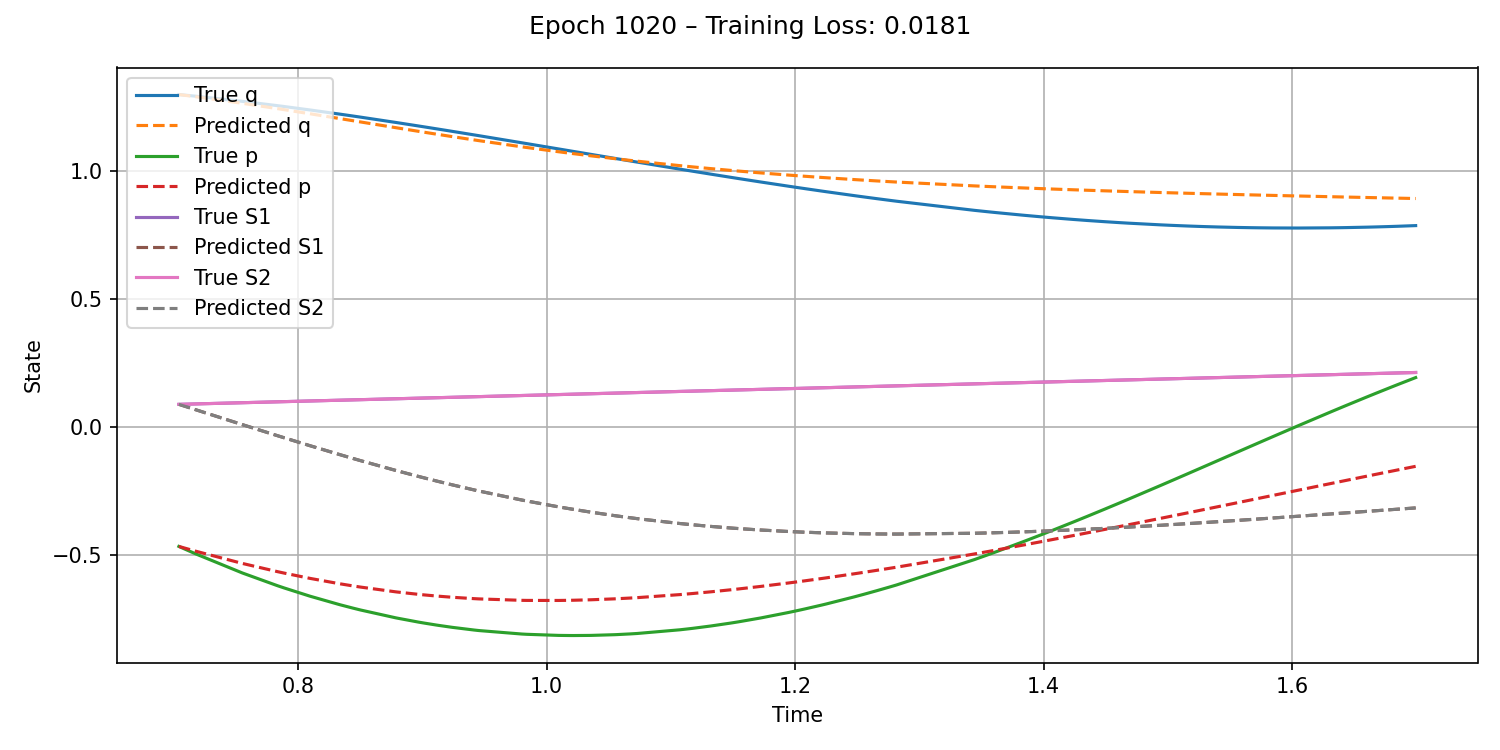 Epoch 1020 – Training Loss: 0.0181
True q
Predicted q
True p
Predicted p
True S1
Predicted S1
True S2
Predicted S2
1.0
0.5
0.0
−0.5
State
0.8
1.0
1.2
1.4
1.6
Time